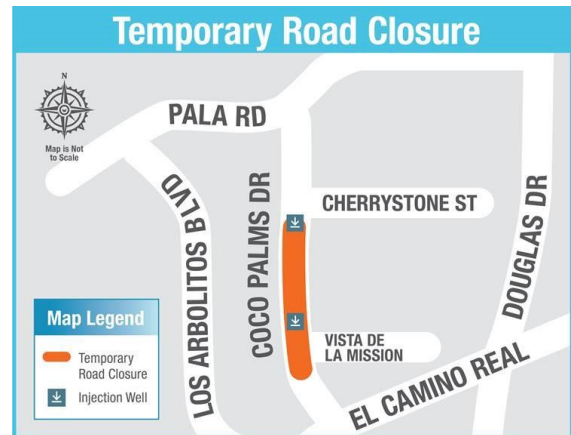 Temporary Road Closure
N
Map is Not
to Scale
PALA RD
LOS ARBOLITOS BLVD
COCO PALMS DR
CHERRYSTONE ST
DOUGLAS DR
VISTA DE
LA MISSION
EL CAMINO REAL
Map Legend
Temporary
Road Closure
Injection Well